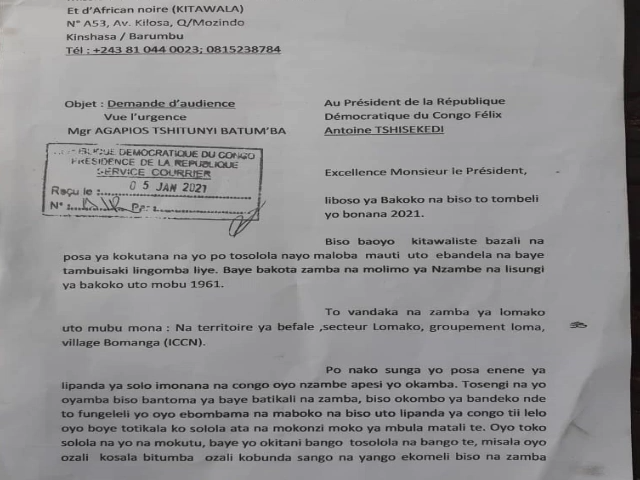 Et d'African noire (KITAWALA)
N° A53, Av. Kilosa, Q/Mozindo
Kinshasa / Barumbu
Tél : +243 81 044 0023; 0815238784
Objet : Demande d'audience
Vue l'urgence
Mgr AGAPIOS TSHITUNYI BATUM'BA
Au Président de la République
Démocratique du Congo Félix
Antoine TSHISEKEDI
REPUBLIQUE DEMOCRATIQUE DU CONGO
PRESIDENCE DE LA REPUBLIQUE
SERVICE COURRIER
Reçu le : 05 JAN 2021
N° :
Excellence Monsieur le Président,
liboso ya Bakoko na biso to tombeli
yo bonana 2021.
Biso baoyo kitawaliste bazali na
posa ya kokutana na yo po tosolola nayo maloba mauti uto ebandela na baye
tambuisaki lingomba liye. Baye bakota zamba na molimo ya Nzambe na lisungi
ya bakoko uto mobu 1961.
To vandaka na zamba ya lomako
uto mubu mona : Na territoire ya befale ,secteur Lomako, groupement loma,
village Bomanga (ICCN).
Po nako sunga yo posa enene ya
lipanda ya solo imonana na congo oyo nzambe apesi yo okamba. Tosengi na yo
oyamba biso bantoma ya baye batikali na zamba, biso okombo ya bandeko nde
to fungeleli yo oyo ebombama na maboko na biso uto lipanda ya congo tii lelo
oyo boye totikala ko solola ata na mokonzi moko ya mbula matali te. Oyo toko
solola na yo na mokutu, baye yo okitani bango tosolola na bango te, misala oyo
ozali kosala bitumba ozali kobunda sango na yango ekomeli biso na zamba